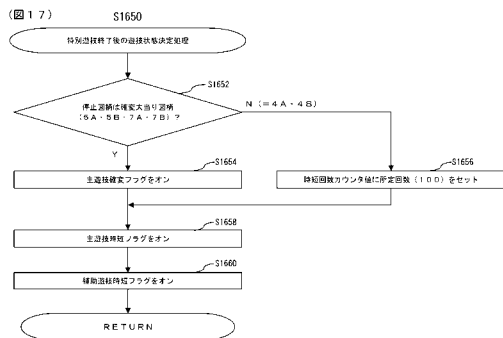 (図17)
S1650
特別遊技終了後の遊技状態決定処理
S1652
停止図柄は確変大当り図柄
(5A・5B・7A・7B)?
N(=4A・4B)
Y
S1654
S1656
主遊技確変フラグをオン
時短回数カウンタ値に所定回数(100)をセット
S1658
主遊技時短フラグをオン
S1660
補助遊技時短フラグをオン
RETURN